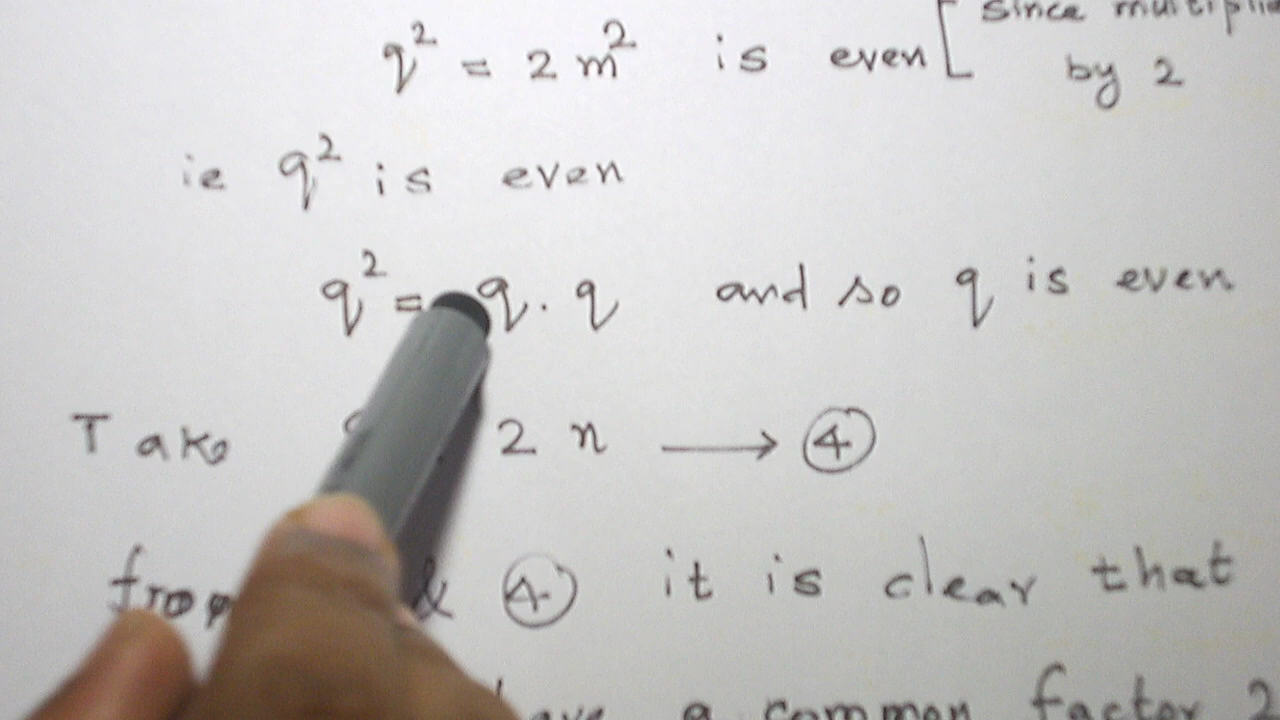 q² = 2m² is even [ Since
by 2
ie q² is even
q² = q . q and so q is even
Take 2n → ④
from & ④ it is clear that
a common factor 2